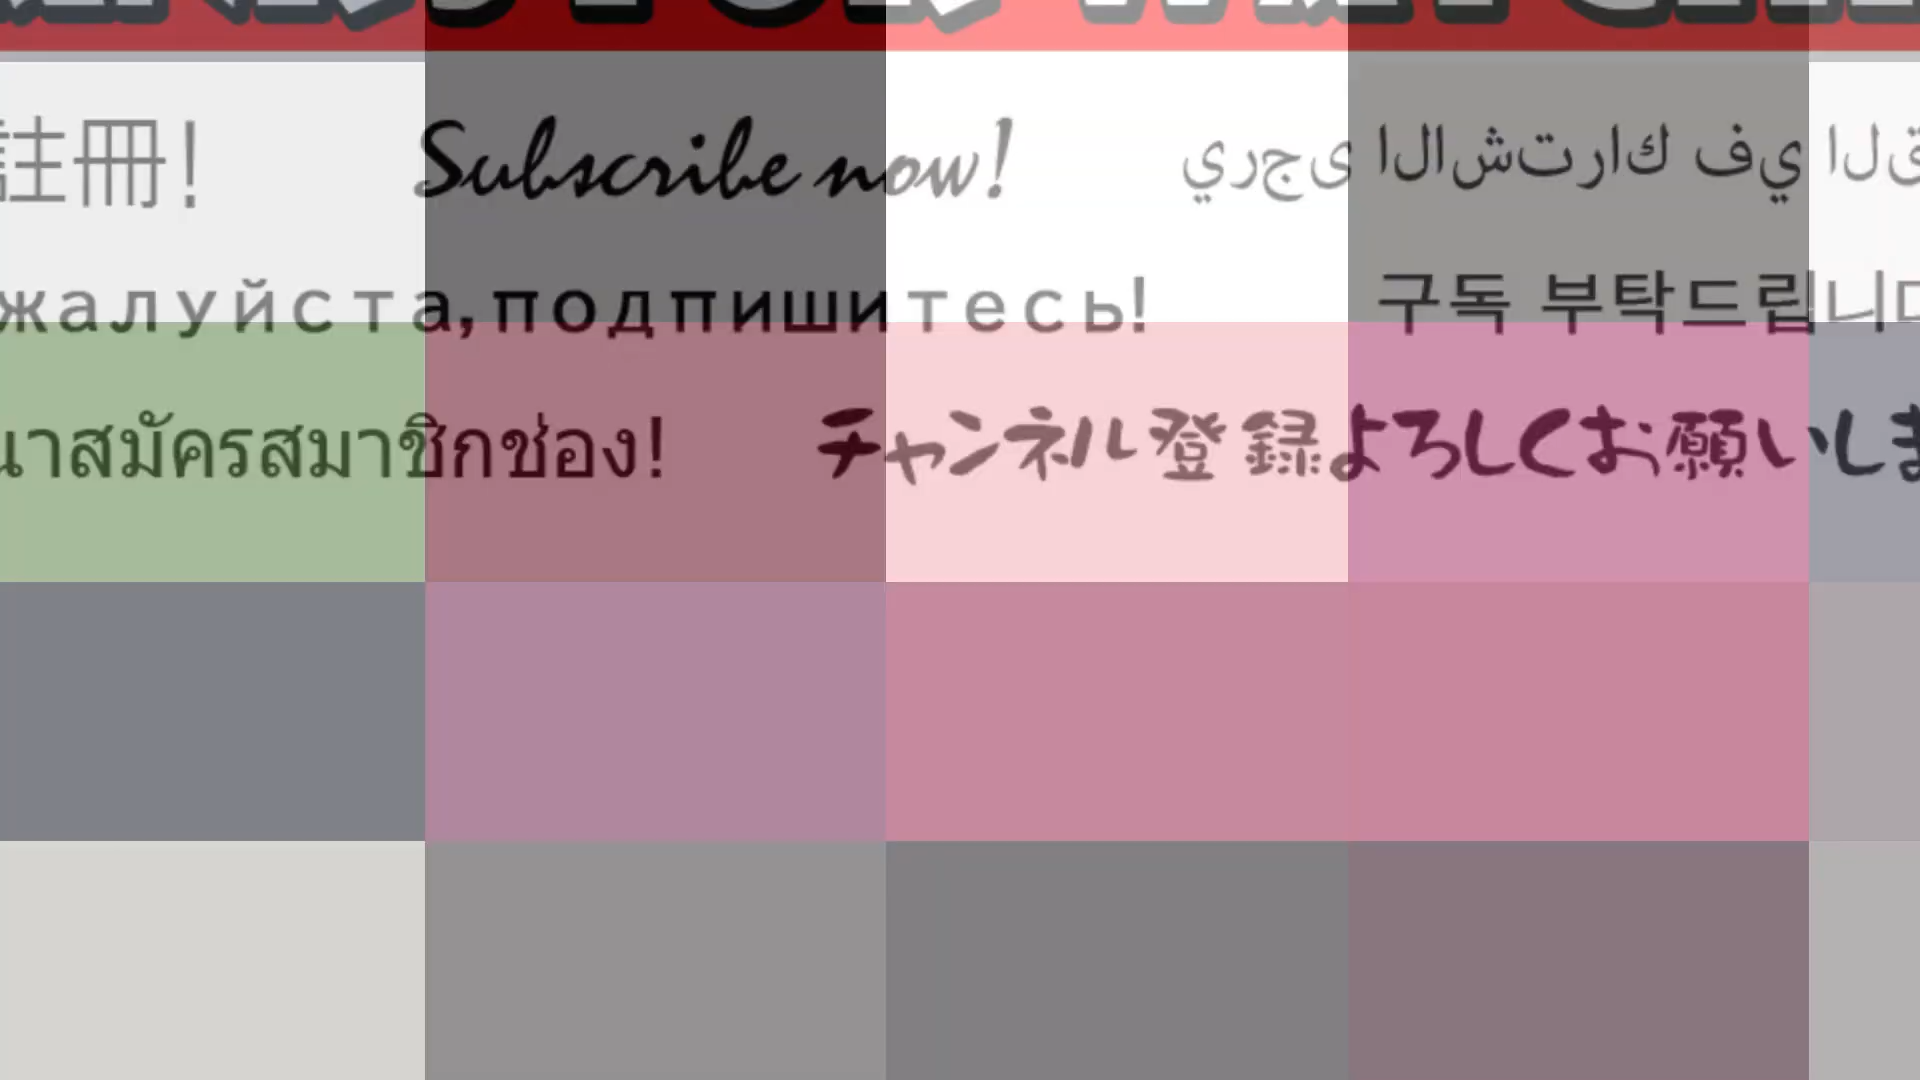 註冊! Subscribe now! يرجى الاشتراك في الق
жалуйста, подпишитесь! 구독 부탁드립니다
นาสมัครสมาชิกช่อง! チャンネル登録よろしくお願いしま